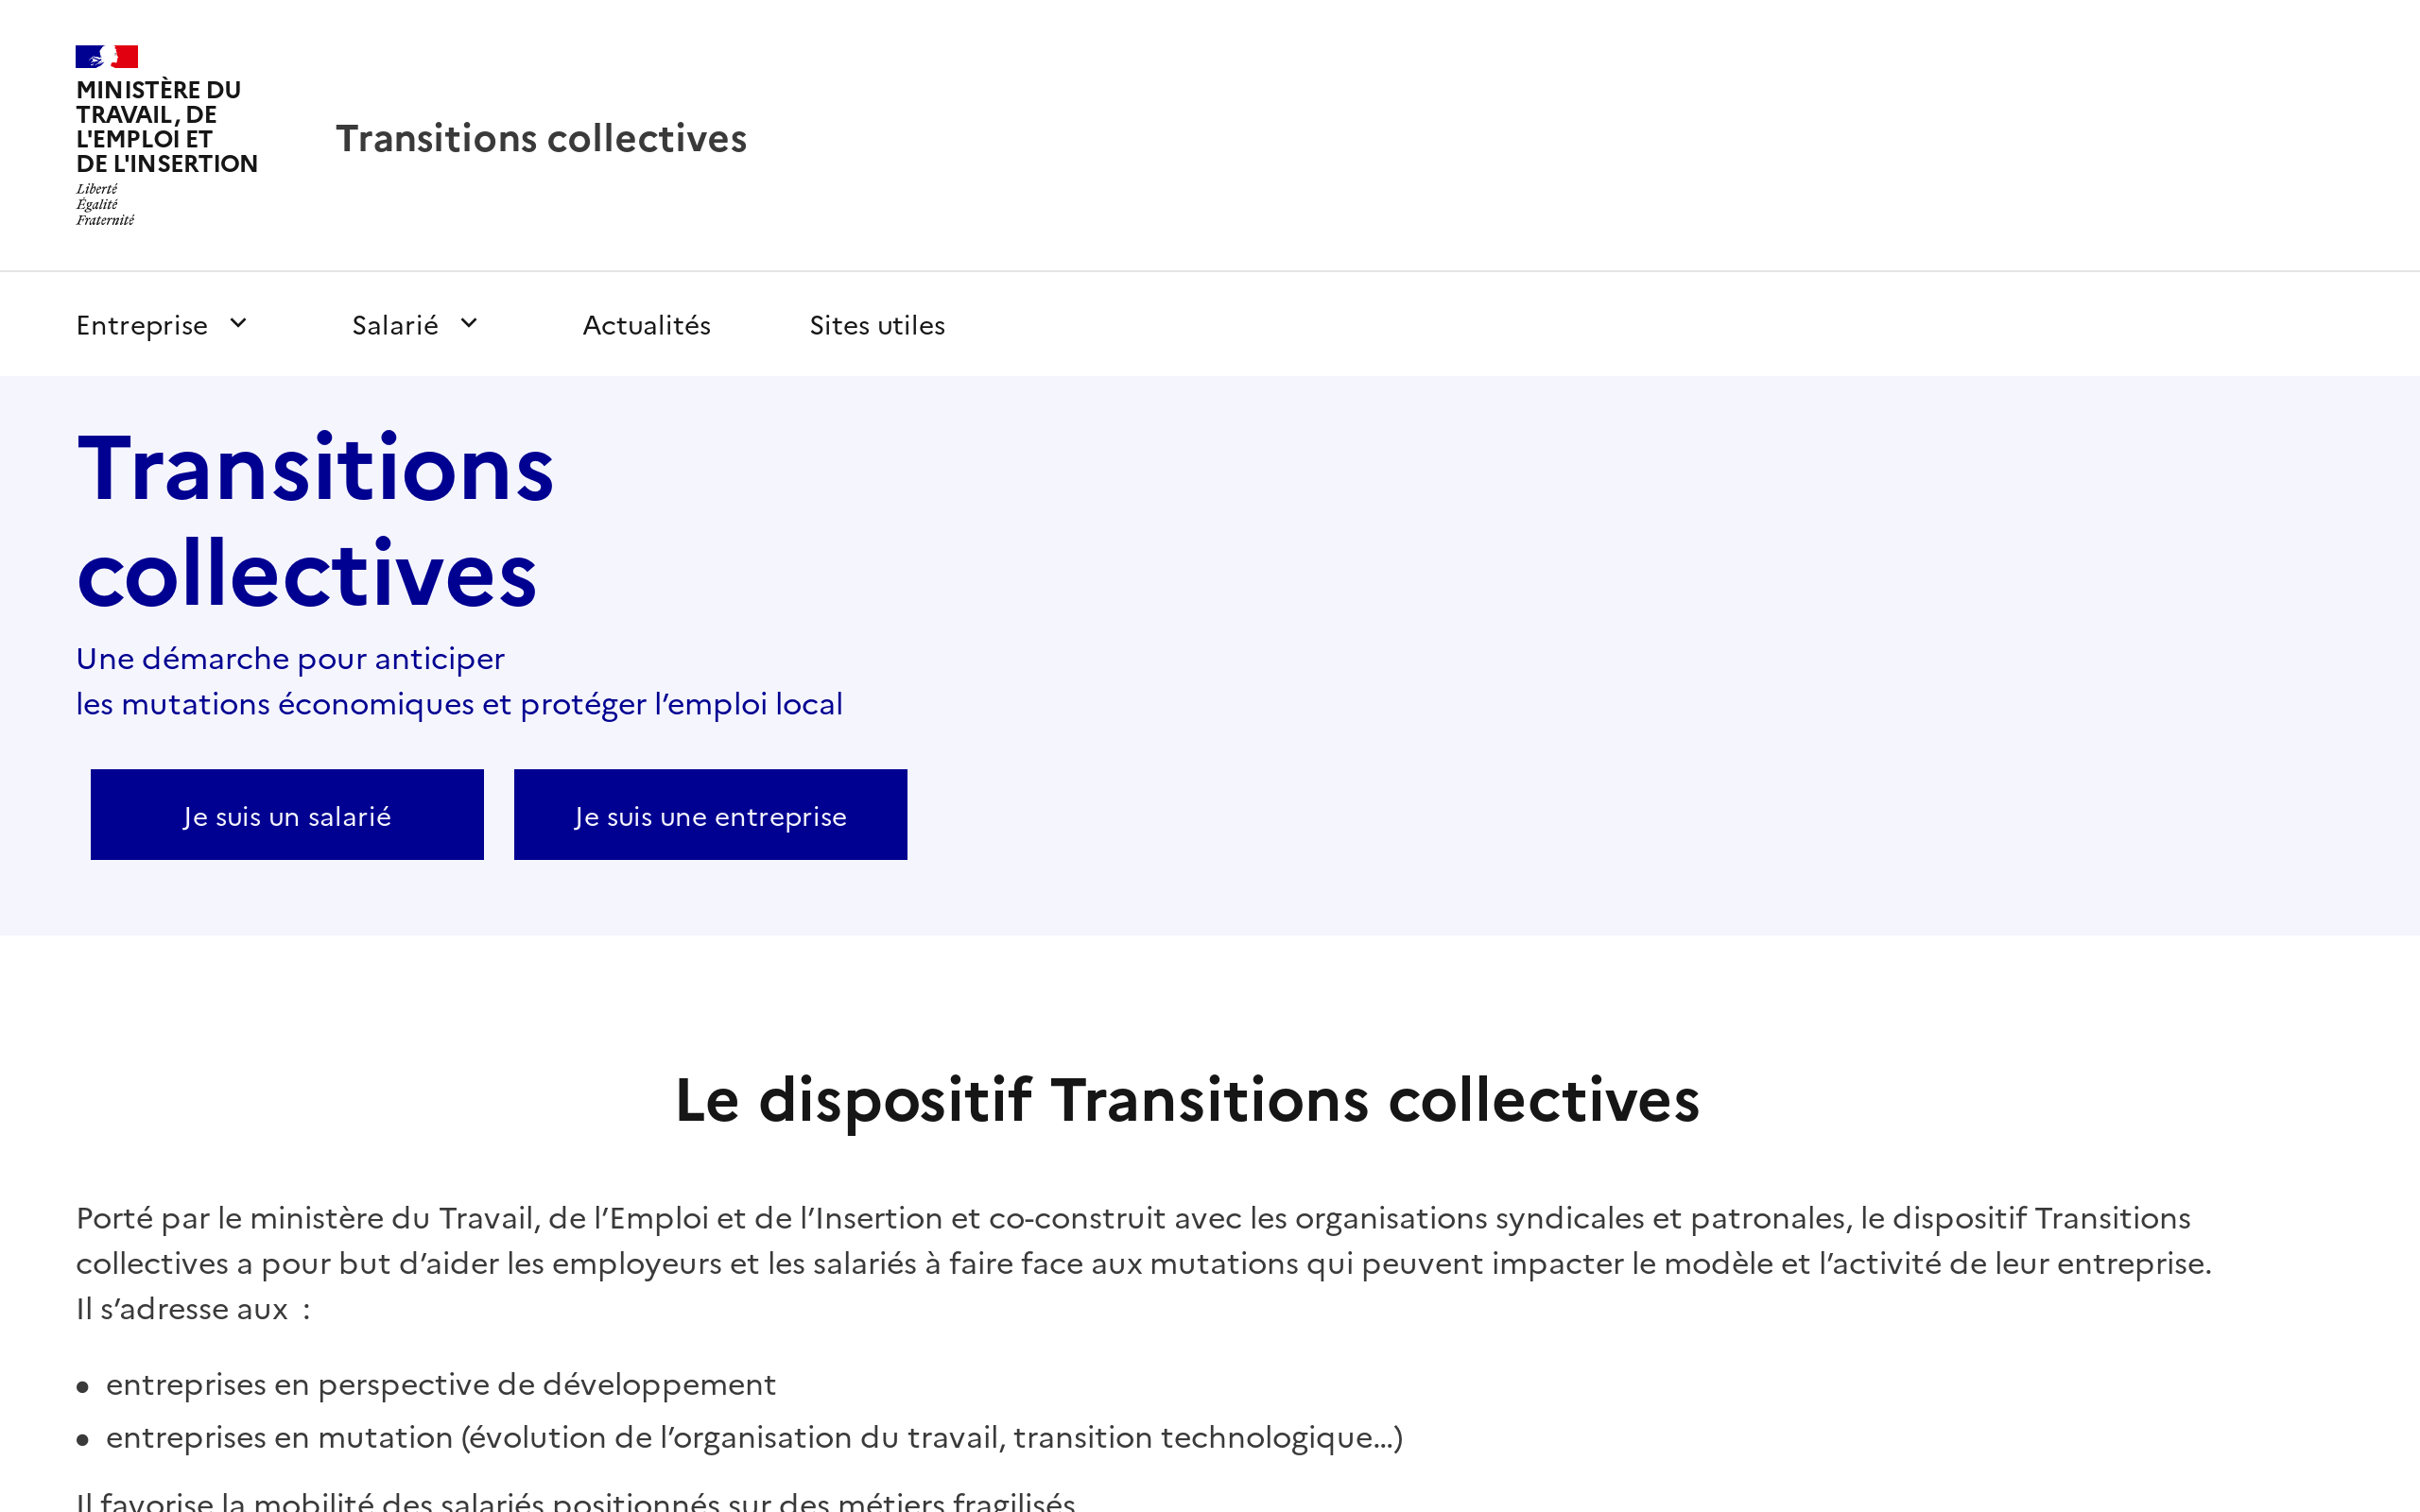 MINISTÈRE DU
TRAVAIL, DE
L'EMPLOI ET
DE L'INSERTION
Liberté
Égalité
Fraternité
Transitions collectives
Entreprise
Salarié
Actualités
Sites utiles
Transitions
collectives
Une démarche pour anticiper
les mutations économiques et protéger l’emploi local
Je suis un salarié
Je suis une entreprise
Le dispositif Transitions collectives
Porté par le ministère du Travail, de l’Emploi et de l’Insertion et co-construit avec les organisations syndicales et patronales, le dispositif Transitions
collectives a pour but d’aider les employeurs et les salariés à faire face aux mutations qui peuvent impacter le modèle et l’activité de leur entreprise.
Il s’adresse aux :
• entreprises en perspective de développement
• entreprises en mutation (évolution de l’organisation du travail, transition technologique…)
Il favorise la mobilité des salariés positionnés sur des métiers fragilisés